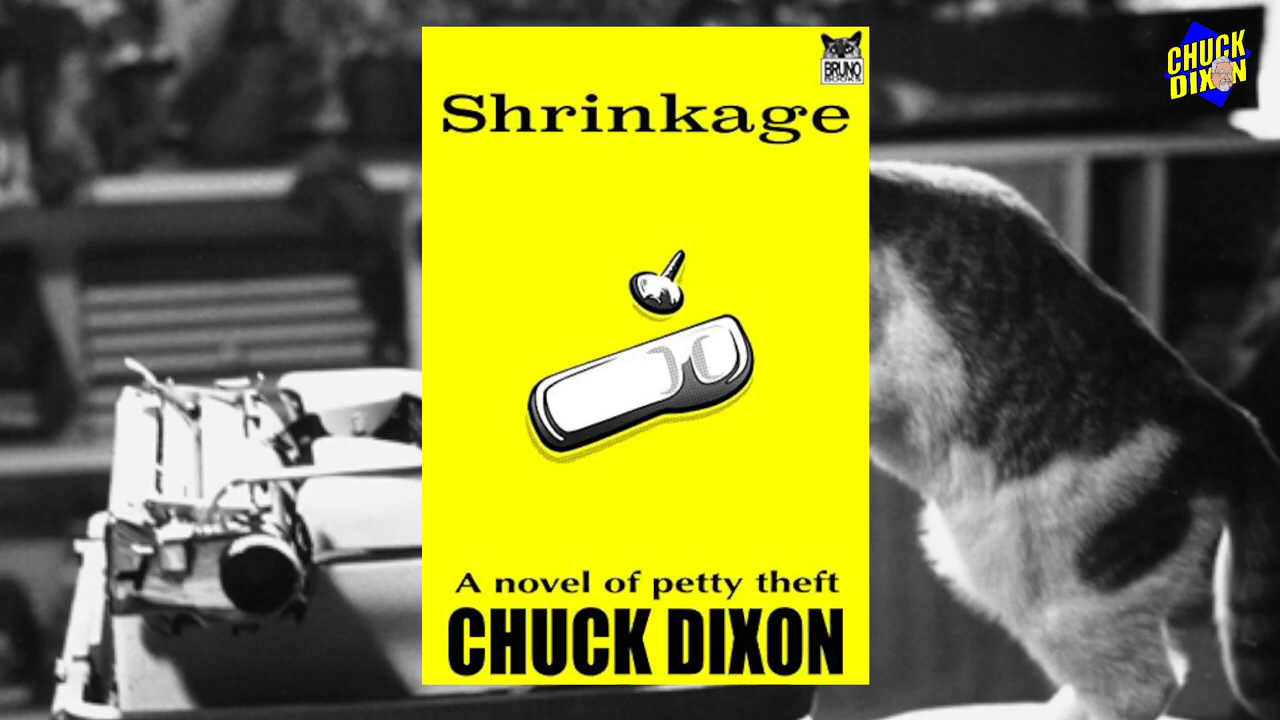 BRUNO
BOOKS
CHUCK
DIXON
Shrinkage
A novel of petty theft
CHUCK DIXON